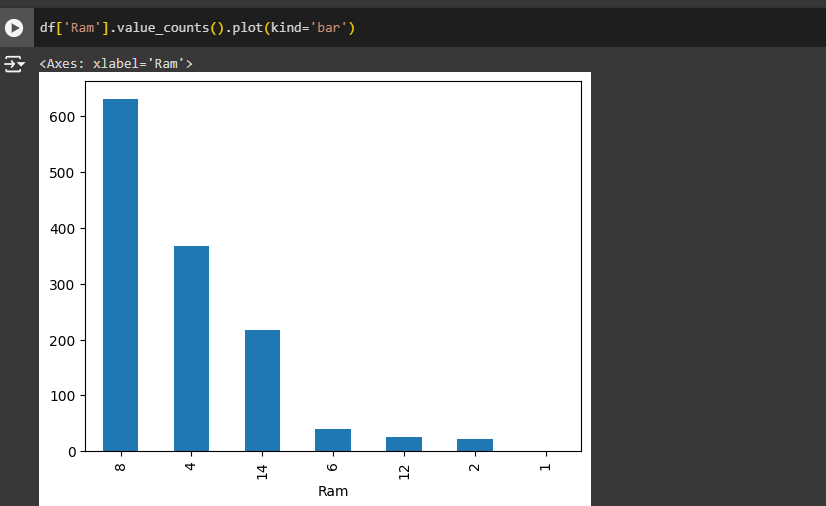 df['Ram'].value_counts().plot(kind='bar')
<Axes: xlabel='Ram'>
600
500
400
300
200
100
0
8 4 14 6 12 2 1
Ram